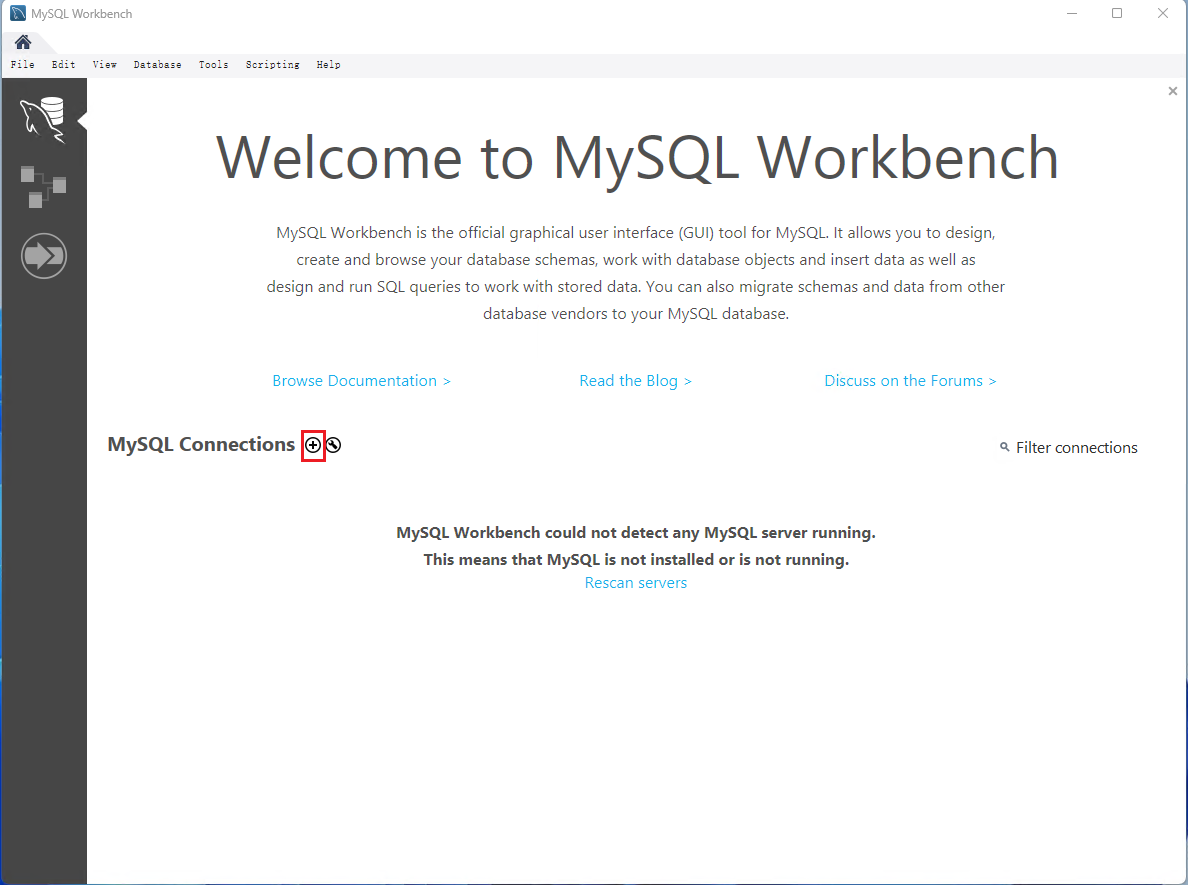 MySQL Workbench
File Edit View Database Tools Scripting Help
Welcome to MySQL Workbench
MySQL Workbench is the official graphical user interface (GUI) tool for MySQL. It allows you to design,
create and browse your database schemas, work with database objects and insert data as well as
design and run SQL queries to work with stored data. You can also migrate schemas and data from other
database vendors to your MySQL database.
Browse Documentation > Read the Blog > Discuss on the Forums >
MySQL Connections Filter connections
MySQL Workbench could not detect any MySQL server running.
This means that MySQL is not installed or is not running.
Rescan servers